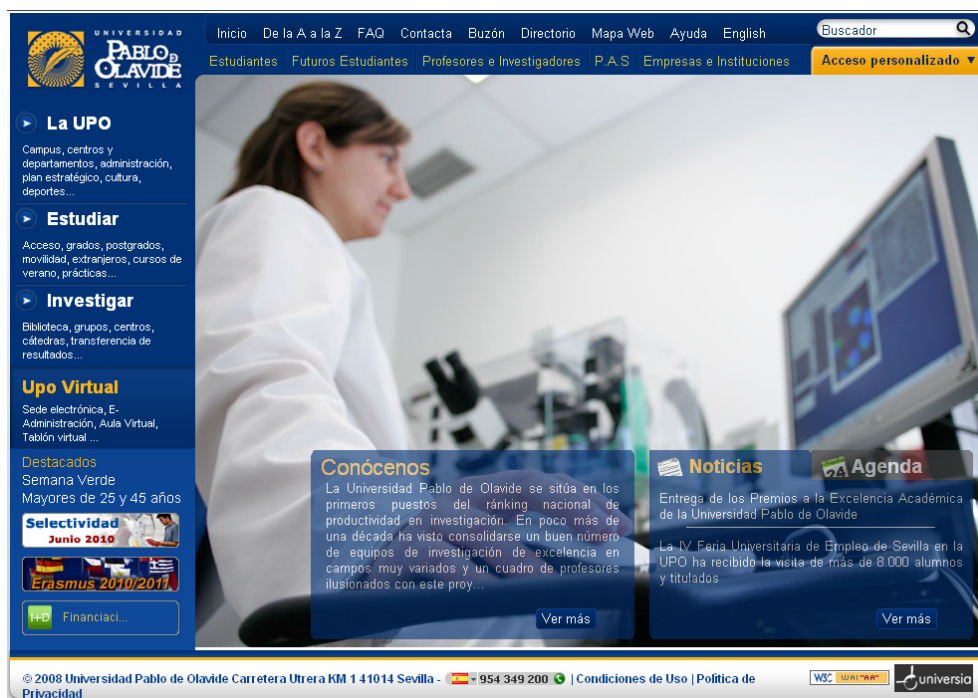 UNIVERSIDAD
PABLO DE
OLAVIDE
SEVILLA
Inicio De la A a la Z FAQ Contacta Buzón Directorio Mapa Web Ayuda English
Buscador
Estudiantes Futuros Estudiantes Profesores e Investigadores P.A.S Empresas e Instituciones
Acceso personalizado
La UPO
Campus, centros y
departamentos, administración,
plan estratégico, cultura,
deportes...
Estudiar
Acceso, grados, postgrados,
movilidad, extranjeros, cursos de
verano, prácticas...
Investigar
Biblioteca, grupos, centros,
cátedras, transferencia de
resultados...
Upo Virtual
Sede electrónica, E-
Administración, Aula Virtual,
Tablón virtual ...
Destacados
Semana Verde
Mayores de 25 y 45 años
Selectividad
Junio 2010
Erasmus 2010/2011
I+D Financiaci...
Conócenos
La Universidad Pablo de Olavide se sitúa en los
primeros puestos del ránking nacional de
productividad en investigación. En poco más de
una década ha visto consolidarse un buen número
de equipos de investigación de excelencia en
campos muy variados y un cuadro de profesores
ilusionados con este proy...
Ver más
Noticias
24 Agenda
Entrega de los Premios a la Excelencia Académica
de la Universidad Pablo de Olavide
La IV Feria Universitaria de Empleo de Sevilla en la
UPO ha recibido la visita de más de 8.000 alumnos
y titulados
Ver más
© 2008 Universidad Pablo de Olavide Carretera Utrera KM 1 41014 Sevilla - 954 349 200 | Condiciones de Uso | Política de
Privacidad
W3C WAI-"AA"
universia